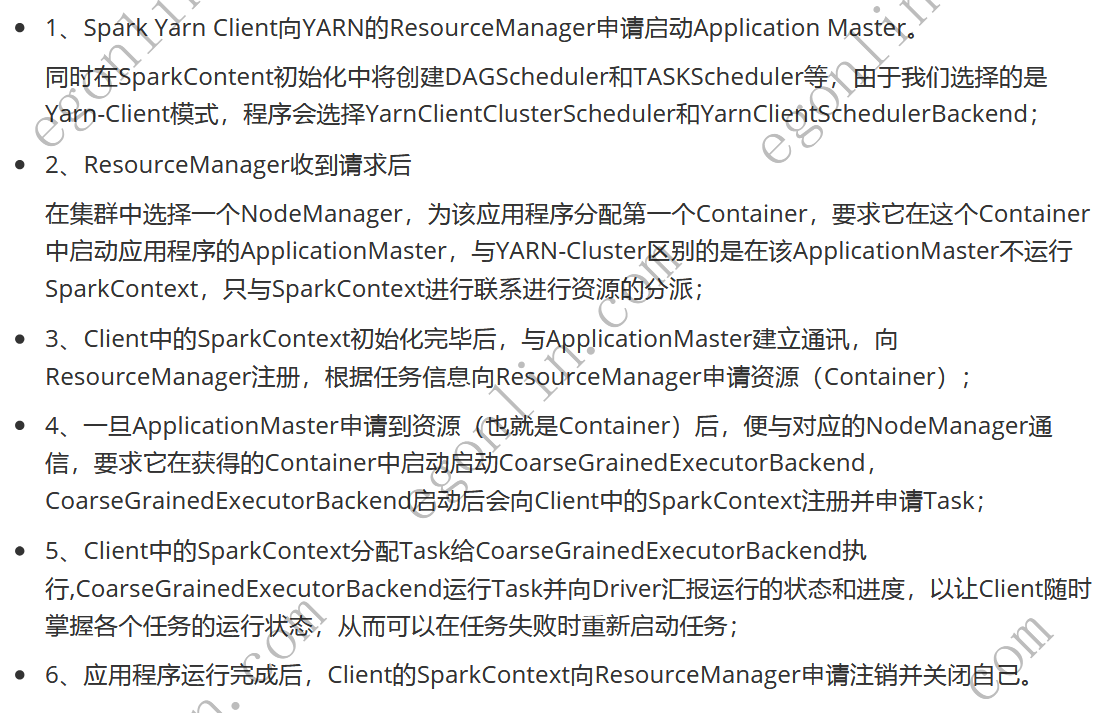 1、Spark Yarn Client向YARN的ResourceManager申请启动Application Master。
同时在SparkContent初始化中将创建DAGScheduler和TASKScheduler等，由于我们选择的是
Yarn-Client模式，程序会选择YarnClientClusterScheduler和YarnClientSchedulerBackend；
2、ResourceManager收到请求后
在集群中选择一个NodeManager，为该应用程序分配第一个Container，要求它在这个Container
中启动应用程序的ApplicationMaster，与YARN-Cluster区别的是在该ApplicationMaster不运行
SparkContext，只与SparkContext进行联系进行资源的分派；
3、Client中的SparkContext初始化完毕后，与ApplicationMaster建立通讯，向
ResourceManager注册，根据任务信息向ResourceManager申请资源（Container）；
4、一旦ApplicationMaster申请到资源（也就是Container）后，便与对应的NodeManager通
信，要求它在获得的Container中启动启动CoarseGrainedExecutorBackend，
CoarseGrainedExecutorBackend启动后会向Client中的SparkContext注册并申请Task；
5、Client中的SparkContext分配Task给CoarseGrainedExecutorBackend执
行,CoarseGrainedExecutorBackend运行Task并向Driver汇报运行的状态和进度，以让Client随时
掌握各个任务的运行状态，从而可以在任务失败时重新启动任务；
6、应用程序运行完成后，Client的SparkContext向ResourceManager申请注销并关闭自己。
egonlin
egonlin
egonlin.com
n.com
com